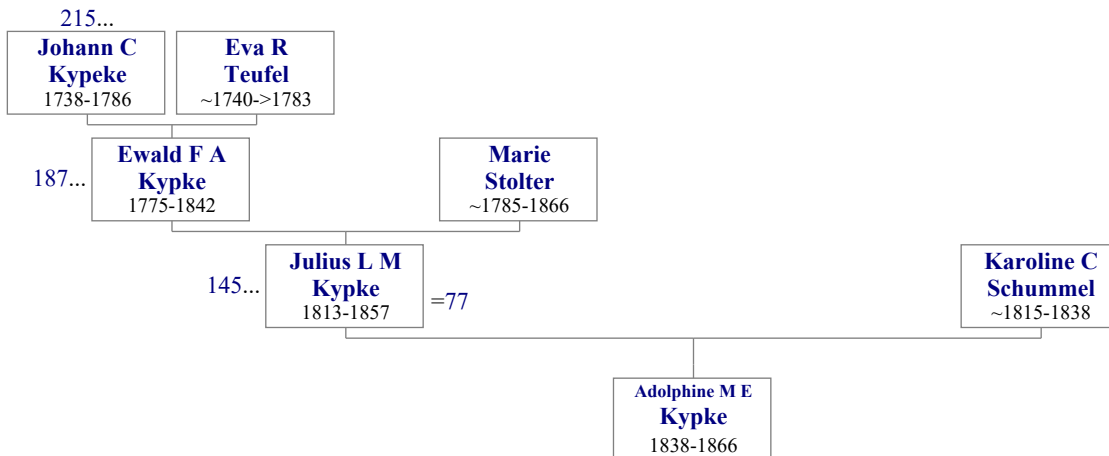 215...
Johann C
Kypeke
1738-1786
Eva R
Teufel
~1740->1783
187...
Ewald F A
Kypke
1775-1842
Marie
Stolter
~1785-1866
145...
Julius L M
Kypke
1813-1857
=77
Karoline C
Schummel
~1815-1838
Adolphine M E
Kypke
1838-1866